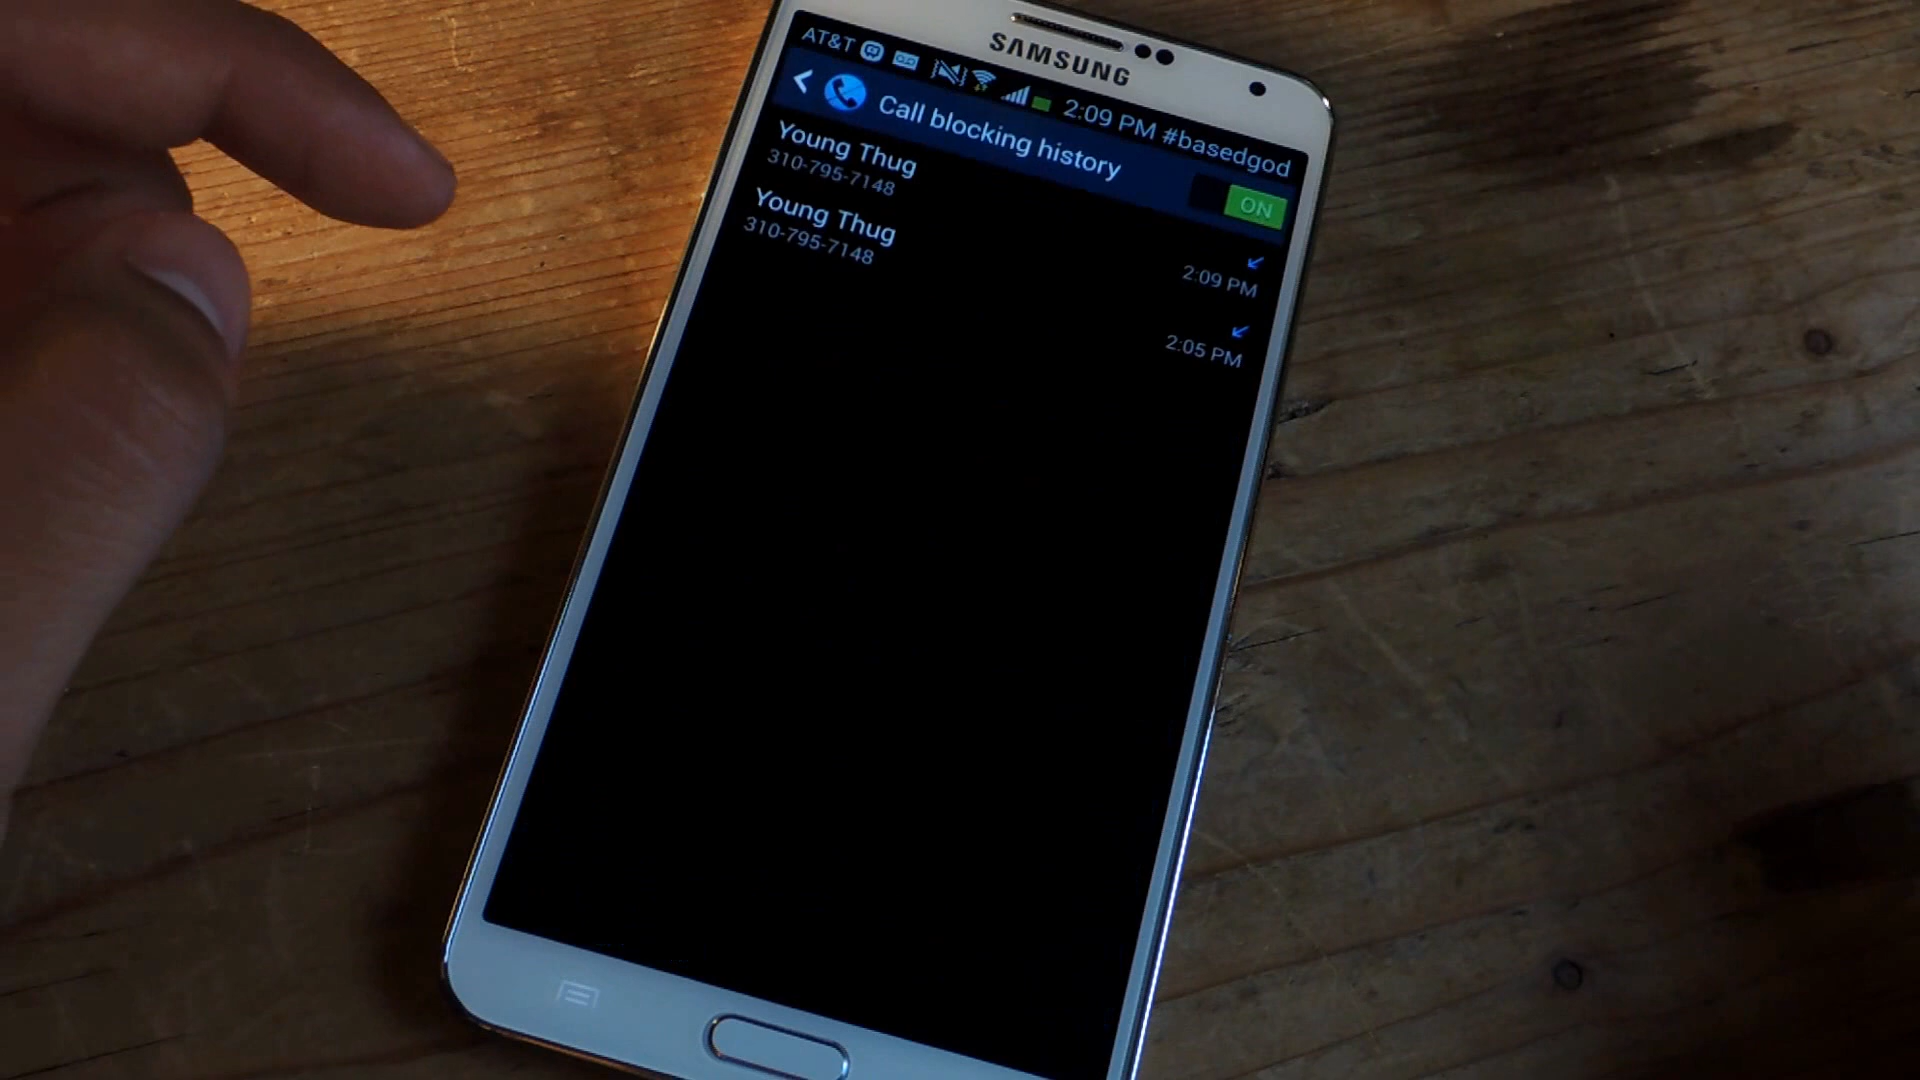 SAMSUNG
AT&T 2:09 PM #basedgod
Call blocking history
ON
Young Thug
310-795-7148
2:09 PM
Young Thug
310-795-7148
2:05 PM